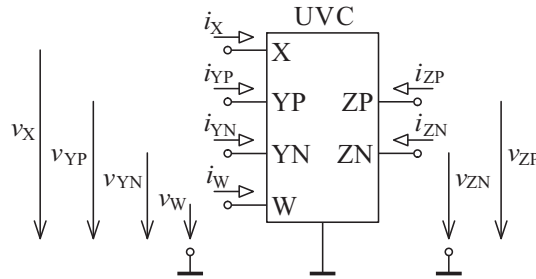 UVC
i_X
X
i_YP
i_ZP
YP
ZP
v_X
i_YN
i_ZN
v_YP
YN
ZN
v_ZP
v_YN
i_W
v_ZN
v_W
W